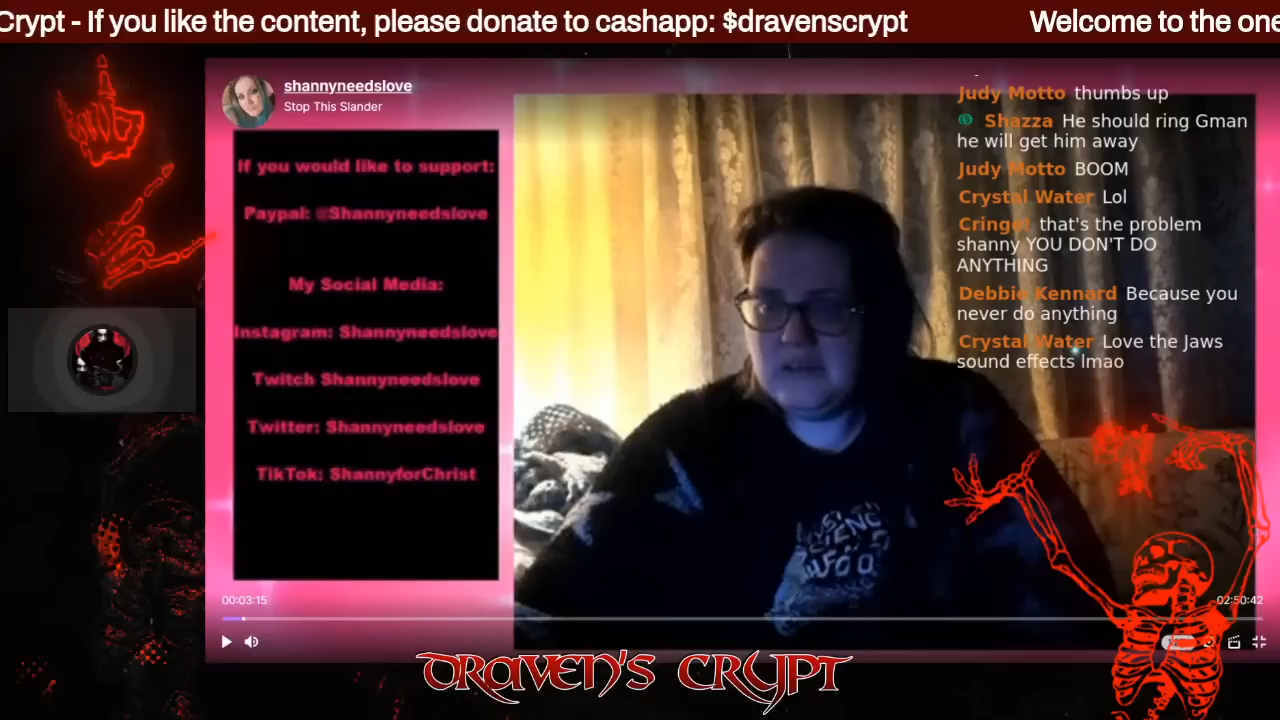 Crypt - If you like the content, please donate to cashapp: $dravenscrypt
Welcome to the one
shannyneedslove
Stop This Slander
If you would like to support:
Paypal: @Shannyneedslove
My Social Media:
Instagram: Shannyneedslove
Twitch Shannyneedslove
Twitter: Shannyneedslove
TikTok: ShannyforChrist
Judy Motto thumbs up
Shazza He should ring Gman
he will get him away
Judy Motto BOOM
Crystal Water Lol
Cringe! that's the problem
shanny YOU DON'T DO
ANYTHING
Debbie Kennard Because you
never do anything
Crystal Water Love the Jaws
sound effects lmao
00:03:15
02:50:42
DRAVEN'S CRYPT